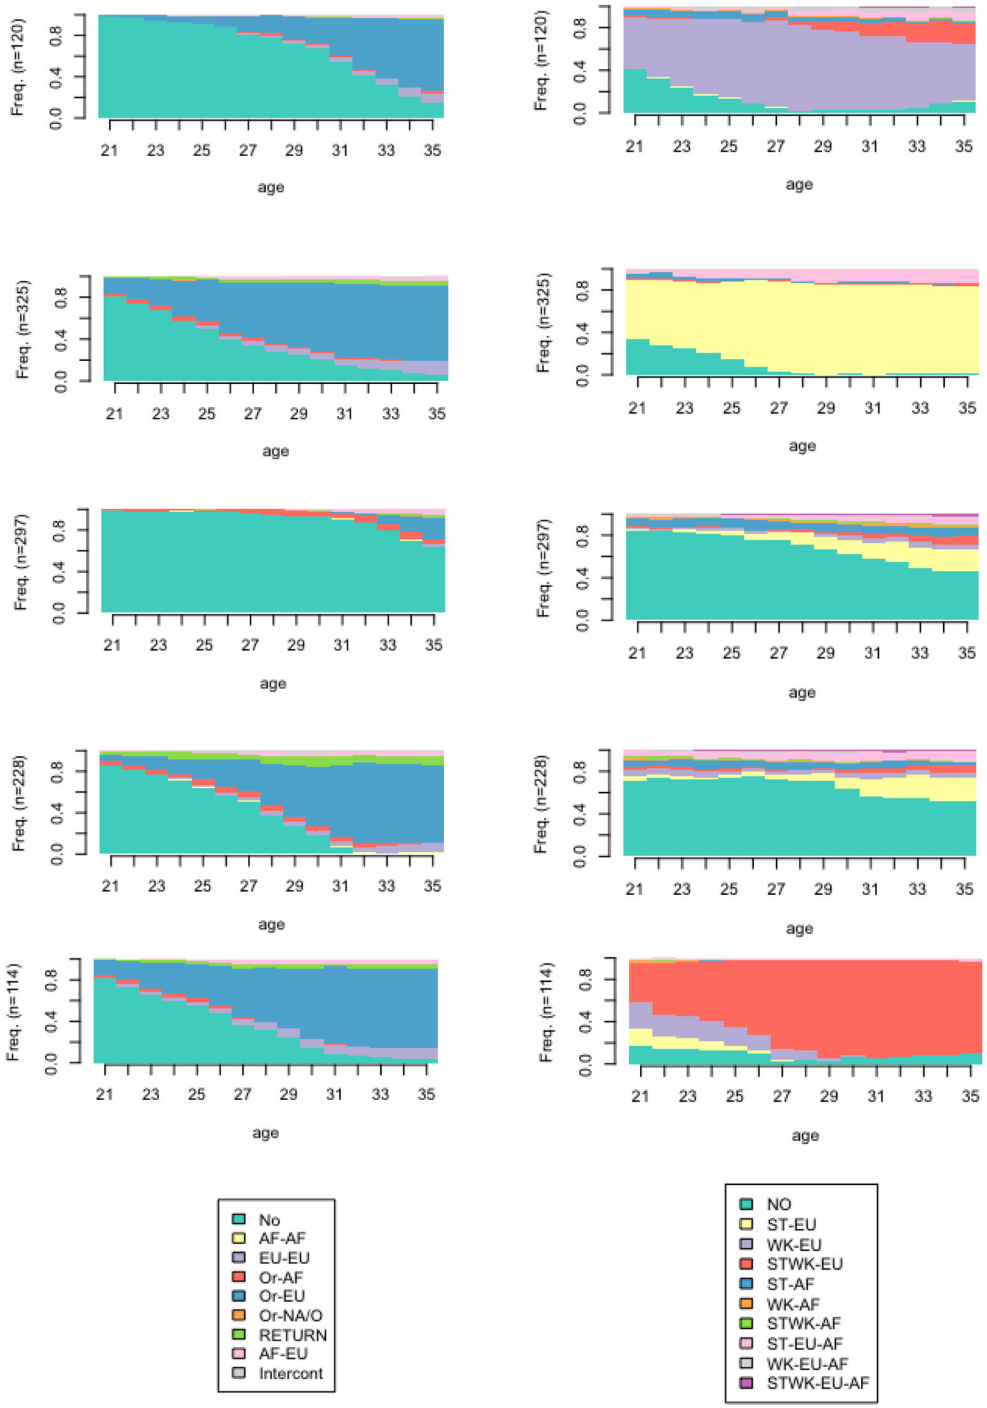 Freq. (n=120)
0.0 0.4 0.8
21 23 25 27 29 31 33 35
age
Freq. (n=120)
0.0 0.4 0.8
21 23 25 27 29 31 33 35
age
Freq. (n=325)
0.0 0.4 0.8
21 23 25 27 29 31 33 35
age
Freq. (n=325)
0.0 0.4 0.8
21 23 25 27 29 31 33 35
age
Freq. (n=297)
0.0 0.4 0.8
21 23 25 27 29 31 33 35
age
Freq. (n=297)
0.0 0.4 0.8
21 23 25 27 29 31 33 35
age
Freq. (n=228)
0.0 0.4 0.8
21 23 25 27 29 31 33 35
age
Freq. (n=228)
0.0 0.4 0.8
21 23 25 27 29 31 33 35
age
Freq. (n=114)
0.0 0.4 0.8
21 23 25 27 29 31 33 35
age
Freq. (n=114)
0.0 0.4 0.8
21 23 25 27 29 31 33 35
age
No
AF-AF
EU-EU
Or-AF
Or-EU
Or-NA/O
RETURN
AF-EU
Intercont
NO
ST-EU
WK-EU
STWK-EU
ST-AF
WK-AF
STWK-AF
ST-EU-AF
WK-EU-AF
STWK-EU-AF